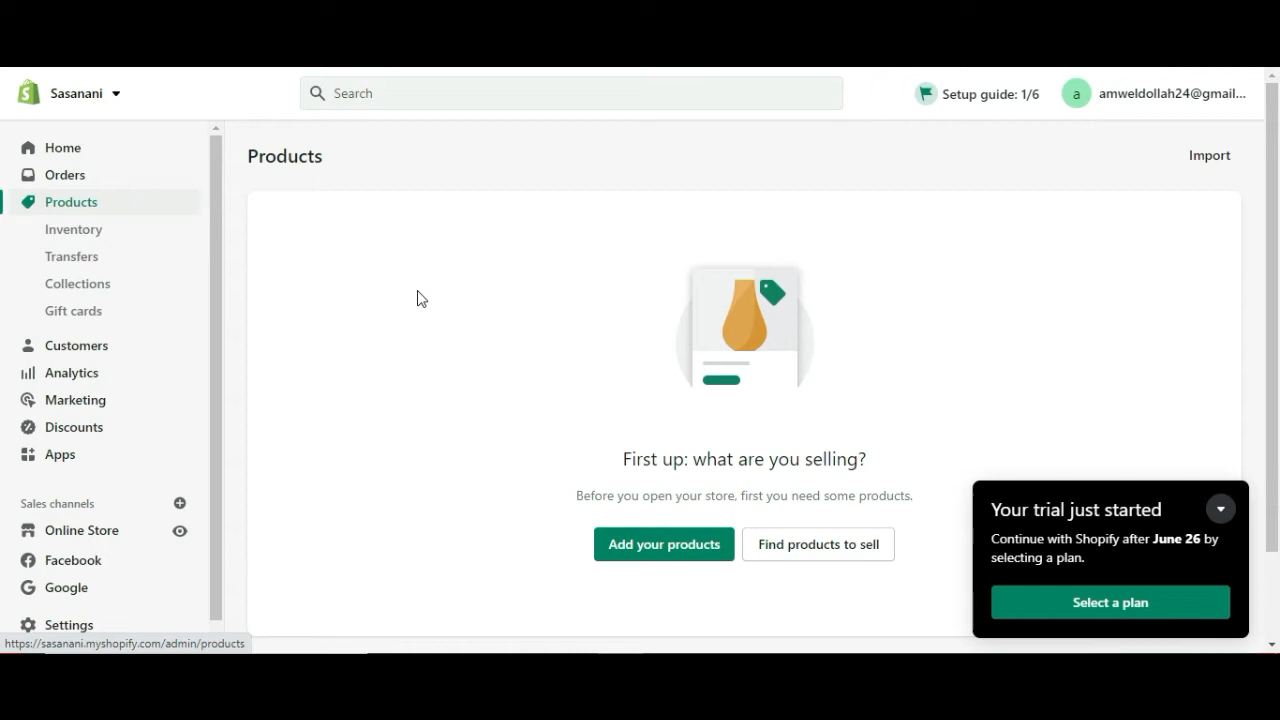 Sasanani
Search
Setup guide: 1/6
a
amweldollah24@gmail...
Home
Orders
Products
Inventory
Transfers
Collections
Gift cards
Customers
Analytics
Marketing
Discounts
Apps
Sales channels
Online Store
Facebook
Google
Settings
https://sasanani.myshopify.com/admin/products
Products
Import
First up: what are you selling?
Before you open your store, first you need some products.
Add your products
Find products to sell
Your trial just started
Continue with Shopify after June 26 by
selecting a plan.
Select a plan